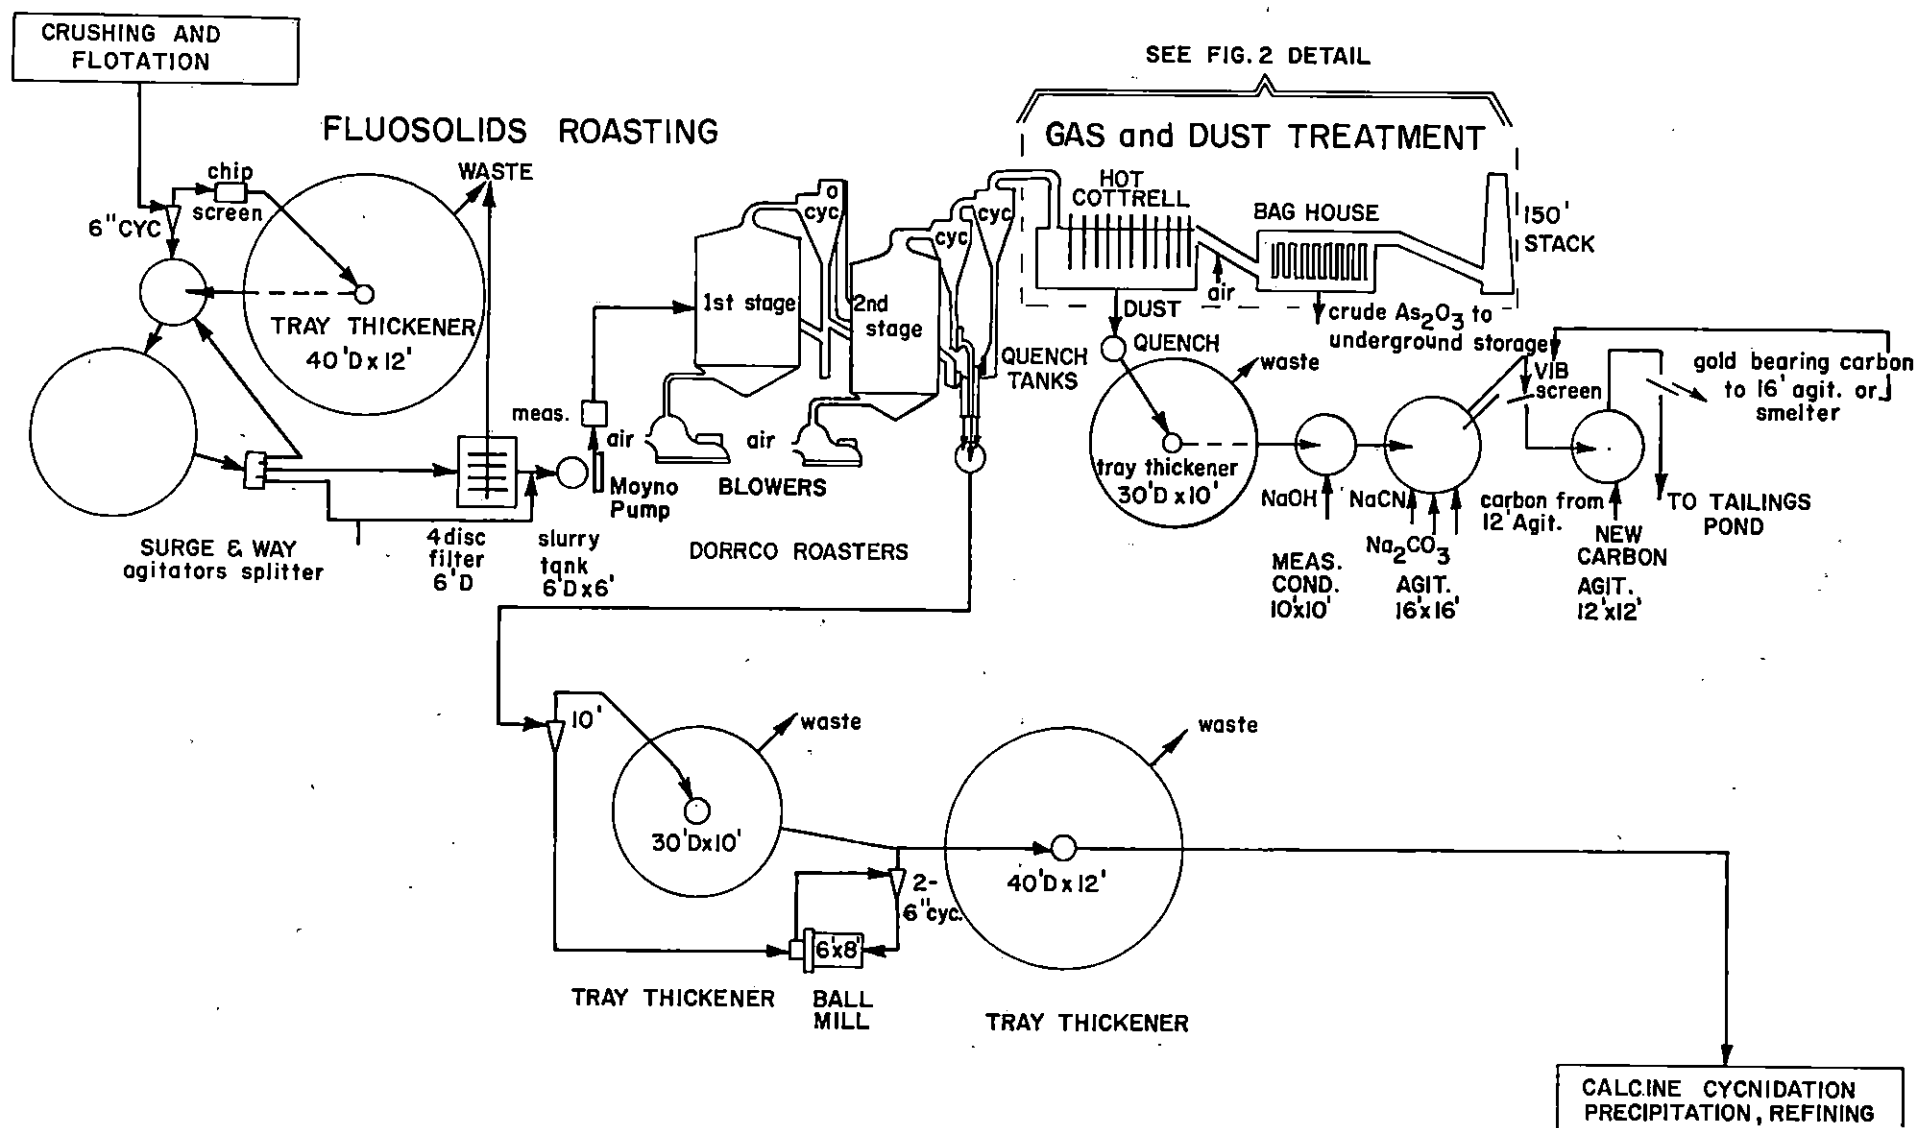 CRUSHING AND
FLOTATION
SEE FIG. 2 DETAIL
FLUOSOLIDS ROASTING
GAS and DUST TREATMENT
chip
screen
WASTE
6" CYC
TRAY THICKENER
40'D x 12'
cyc
cyc
cyc
1st stage
2nd
stage
HOT
COTTRELL
BAG HOUSE
150'
STACK
air
DUST
QUENCH
crude As2O3 to
underground storage
QUENCH
TANKS
waste
VIB
screen
gold bearing carbon
to 16' agit. or
smelter
meas.
air
air
Moyno
Pump
BLOWERS
tray thickener
30'D x 10'
NaOH
NaCN
carbon from
12' Agit.
TO TAILINGS
POND
NEW
CARBON
Na2CO3
SURGE & WAY
agitators splitter
4 disc
filter
6'D
slurry
tqnk
6'Dx6'
DORRCO ROASTERS
MEAS.
COND.
10'x10'
AGIT.
16'x16'
AGIT.
12'x12'
10'
waste
waste
30'Dx10'
40'D x 12'
2-
6"cyc.
6'x8'
TRAY THICKENER
BALL
MILL
TRAY THICKENER
CALCINE CYCNIDATION
PRECIPITATION, REFINING